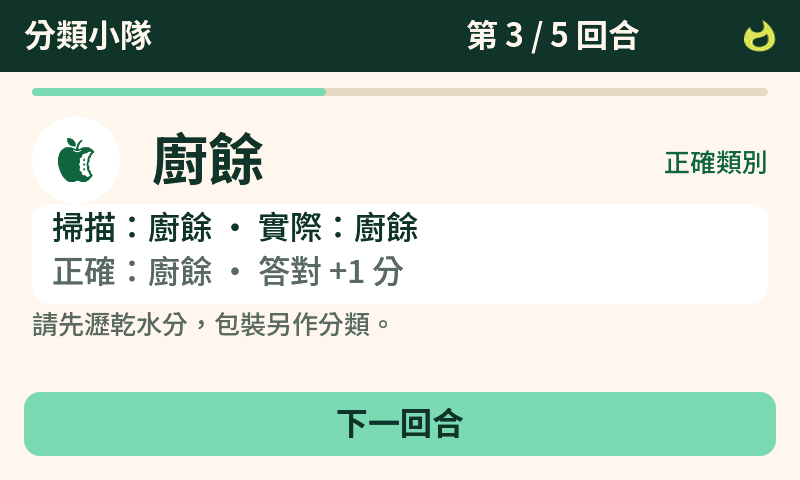 分類小隊
第 3 / 5 回合
廚餘
正確類別
掃描：廚餘 · 實際：廚餘
正確：廚餘 · 答對 +1 分
請先瀝乾水分，包裝另作分類。
下一回合